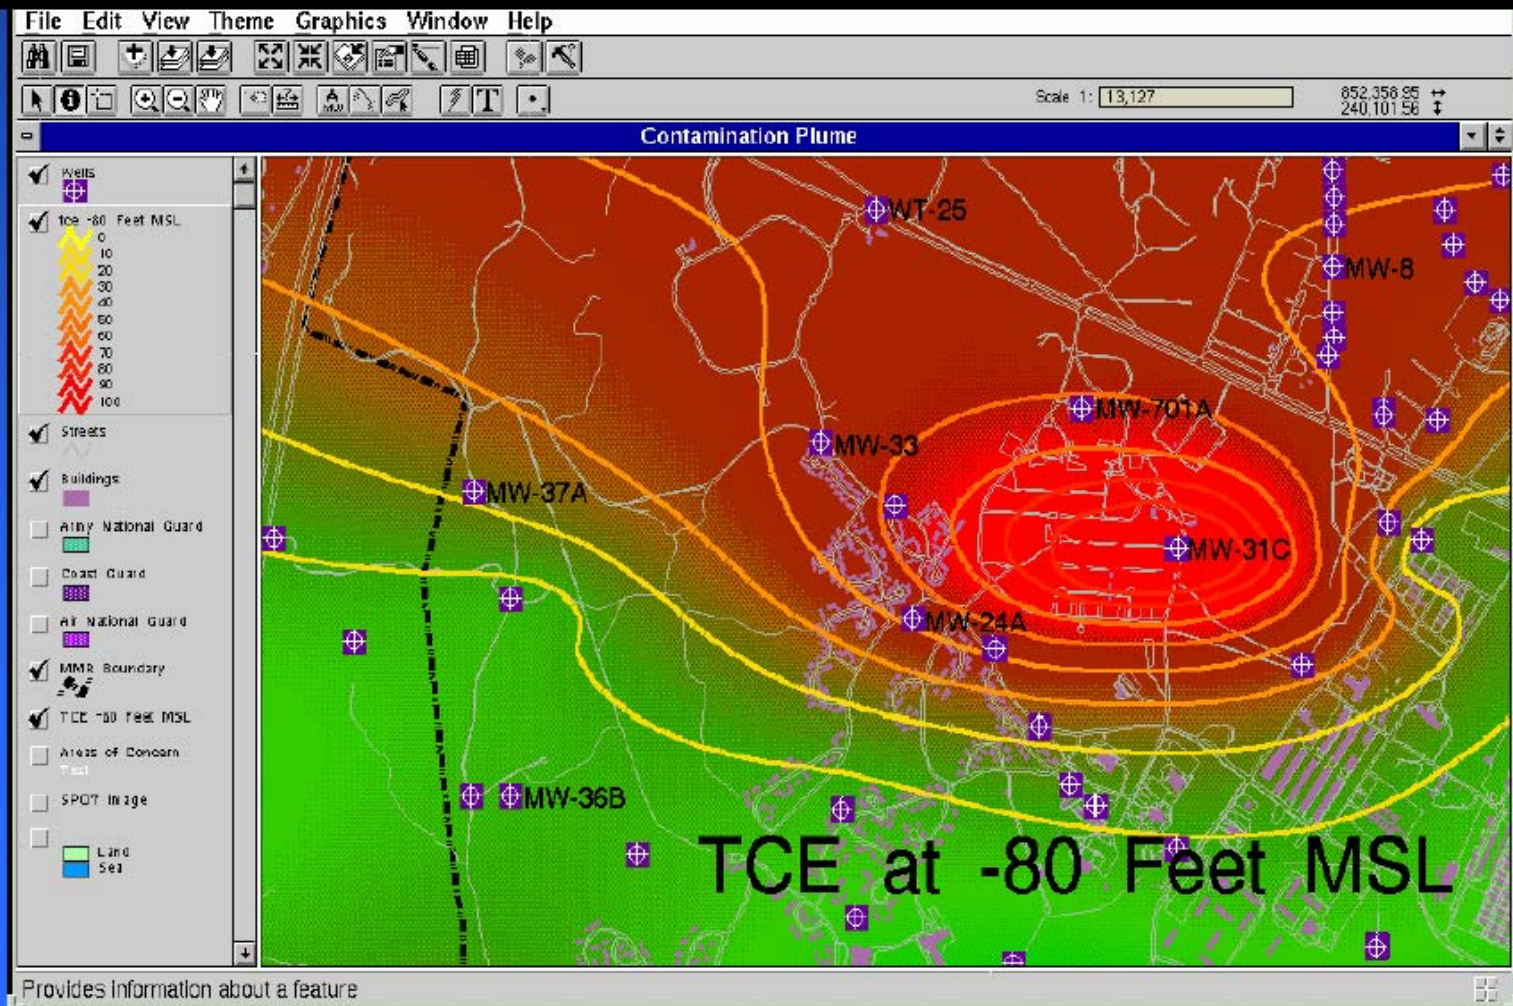 File Edit View Theme Graphics Window Help
Scale 1: 13,127
852,358.95
240,101.56
Contamination Plume
Wells
tce -80 Feet MSL
0
10
20
30
40
50
60
70
80
90
100
Streets
Buildings
Army National Guard
Coast Guard
Air National Guard
MMR Boundary
TCE -80 Feet MSL
Areas of Concern
Text
SPOT Image
Land
Sea
WT-25
MW-8
MW-701A
MW-33
MW-37A
MW-31C
MW-24A
MW-36B
TCE at -80 Feet MSL
Provides information about a feature